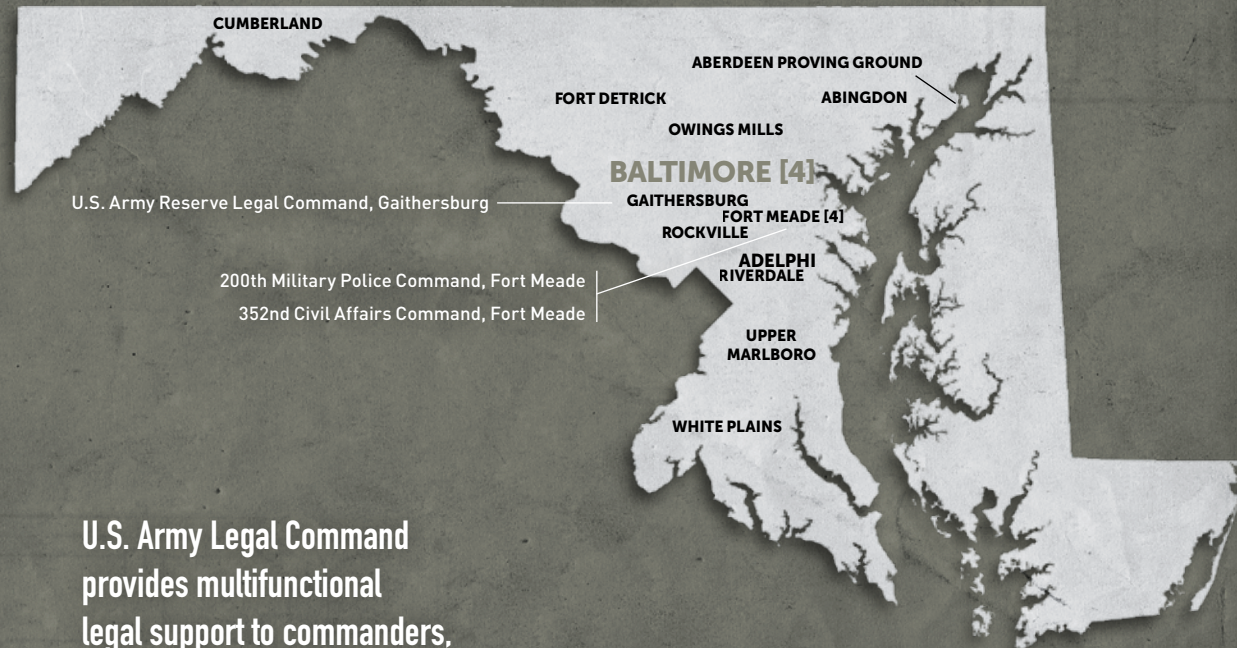 CUMBERLAND
ABERDEEN PROVING GROUND
FORT DETRICK
ABINGDON
OWINGS MILLS
BALTIMORE [4]
U.S. Army Reserve Legal Command, Gaithersburg
GAITHERSBURG
FORT MEADE [4]
ROCKVILLE
ADELPHI
RIVERDALE
200th Military Police Command, Fort Meade
352nd Civil Affairs Command, Fort Meade
UPPER
MARLBORO
WHITE PLAINS
U.S. Army Legal Command
provides multifunctional
legal support to commanders,